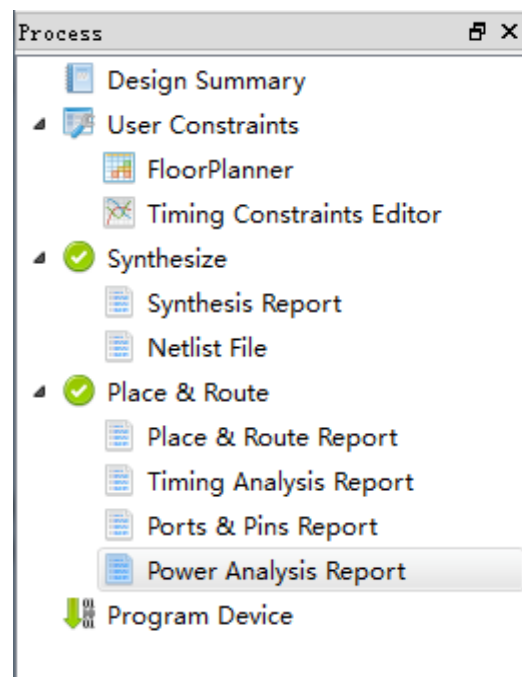 Process
Design Summary
User Constraints
FloorPlanner
Timing Constraints Editor
Synthesize
Synthesis Report
Netlist File
Place & Route
Place & Route Report
Timing Analysis Report
Ports & Pins Report
Power Analysis Report
Program Device